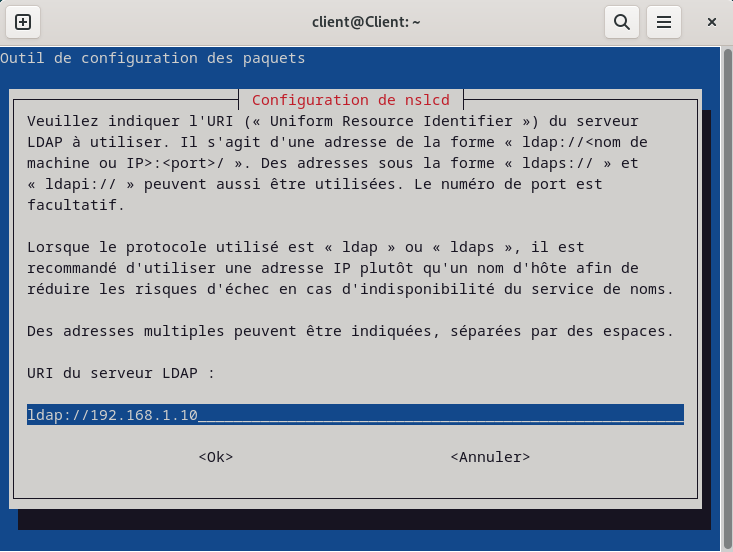 client@Client: ~
Outil de configuration des paquets
Configuration de nslcd
Veuillez indiquer l'URI (« Uniform Resource Identifier ») du serveur
LDAP à utiliser. Il s'agit d'une adresse de la forme « ldap://<nom de
machine ou IP>:<port>/ ». Des adresses sous la forme « ldaps:// » et
« ldapi:// » peuvent aussi être utilisées. Le numéro de port est
facultatif.
Lorsque le protocole utilisé est « ldap » ou « ldaps », il est
recommandé d'utiliser une adresse IP plutôt qu'un nom d'hôte afin de
réduire les risques d'échec en cas d'indisponibilité du service de noms.
Des adresses multiples peuvent être indiquées, séparées par des espaces.
URI du serveur LDAP :
ldap://192.168.1.10
<Ok> <Annuler>